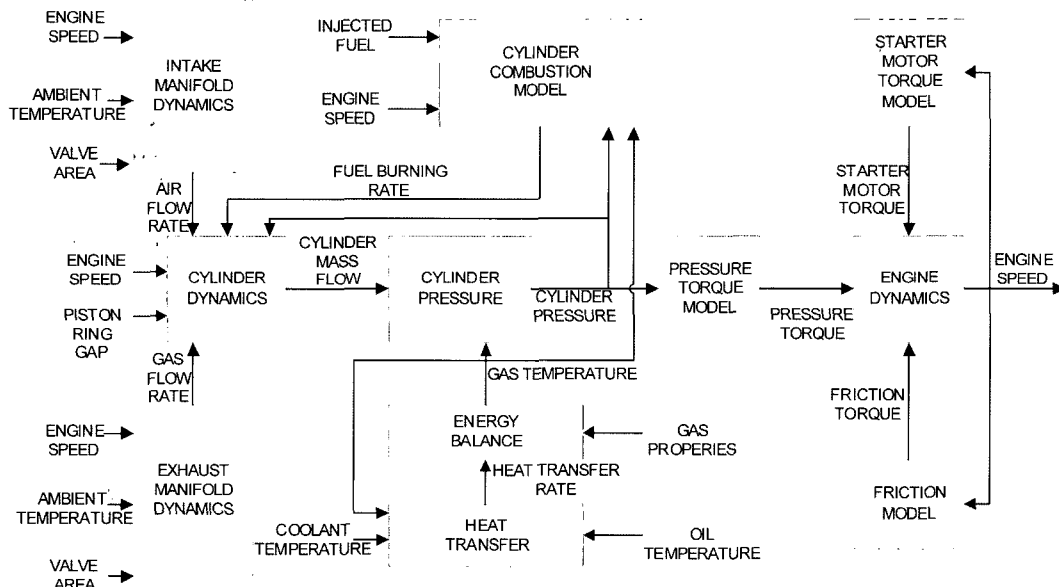 ENGINE
SPEED
AMBIENT
TEMPERATURE
VALVE
AREA
INTAKE
MANIFOLD
DYNAMICS
INJECTED
FUEL
ENGINE
SPEED
CYLINDER
COMBUSTION
MODEL
STARTER
MOTOR
TORQUE
MODEL
AIR
FLOW
RATE
FUEL BURNING
RATE
STARTER
MOTOR
TORQUE
ENGINE
SPEED
PISTON
RING
GAP
CYLINDER
DYNAMICS
CYLINDER
MASS
FLOW
CYLINDER
PRESSURE
CYLINDER
PRESSURE
PRESSURE
TORQUE
MODEL
PRESSURE
TORQUE
ENGINE
DYNAMICS
ENGINE
SPEED
GAS
FLOW
RATE
GAS TEMPERATURE
FRICTION
TORQUE
ENGINE
SPEED
AMBIENT
TEMPERATURE
VALVE
AREA
EXHAUST
MANIFOLD
DYNAMICS
ENERGY
BALANCE
GAS
PROPERIES
HEAT TRANSFER
RATE
COOLANT
TEMPERATURE
HEAT
TRANSFER
OIL
TEMPERATURE
FRICTION
MODEL